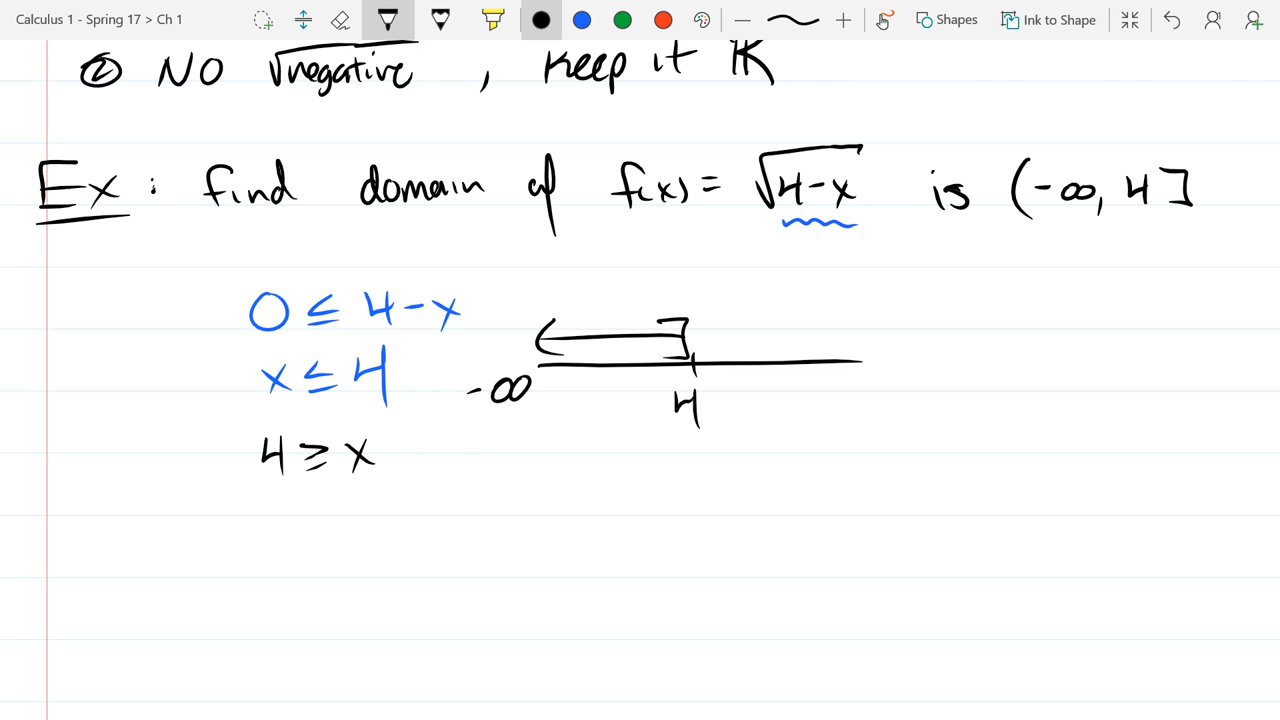 Calculus 1 - Spring 17 > Ch 1 Shapes Ink to Shape
② NO √negative , keep it ℝ
Ex : find domain of f(x) = √4-x is (-∞, 4]
0 ≤ 4-x
x ≤ 4
-∞ 4
4 ≥ x